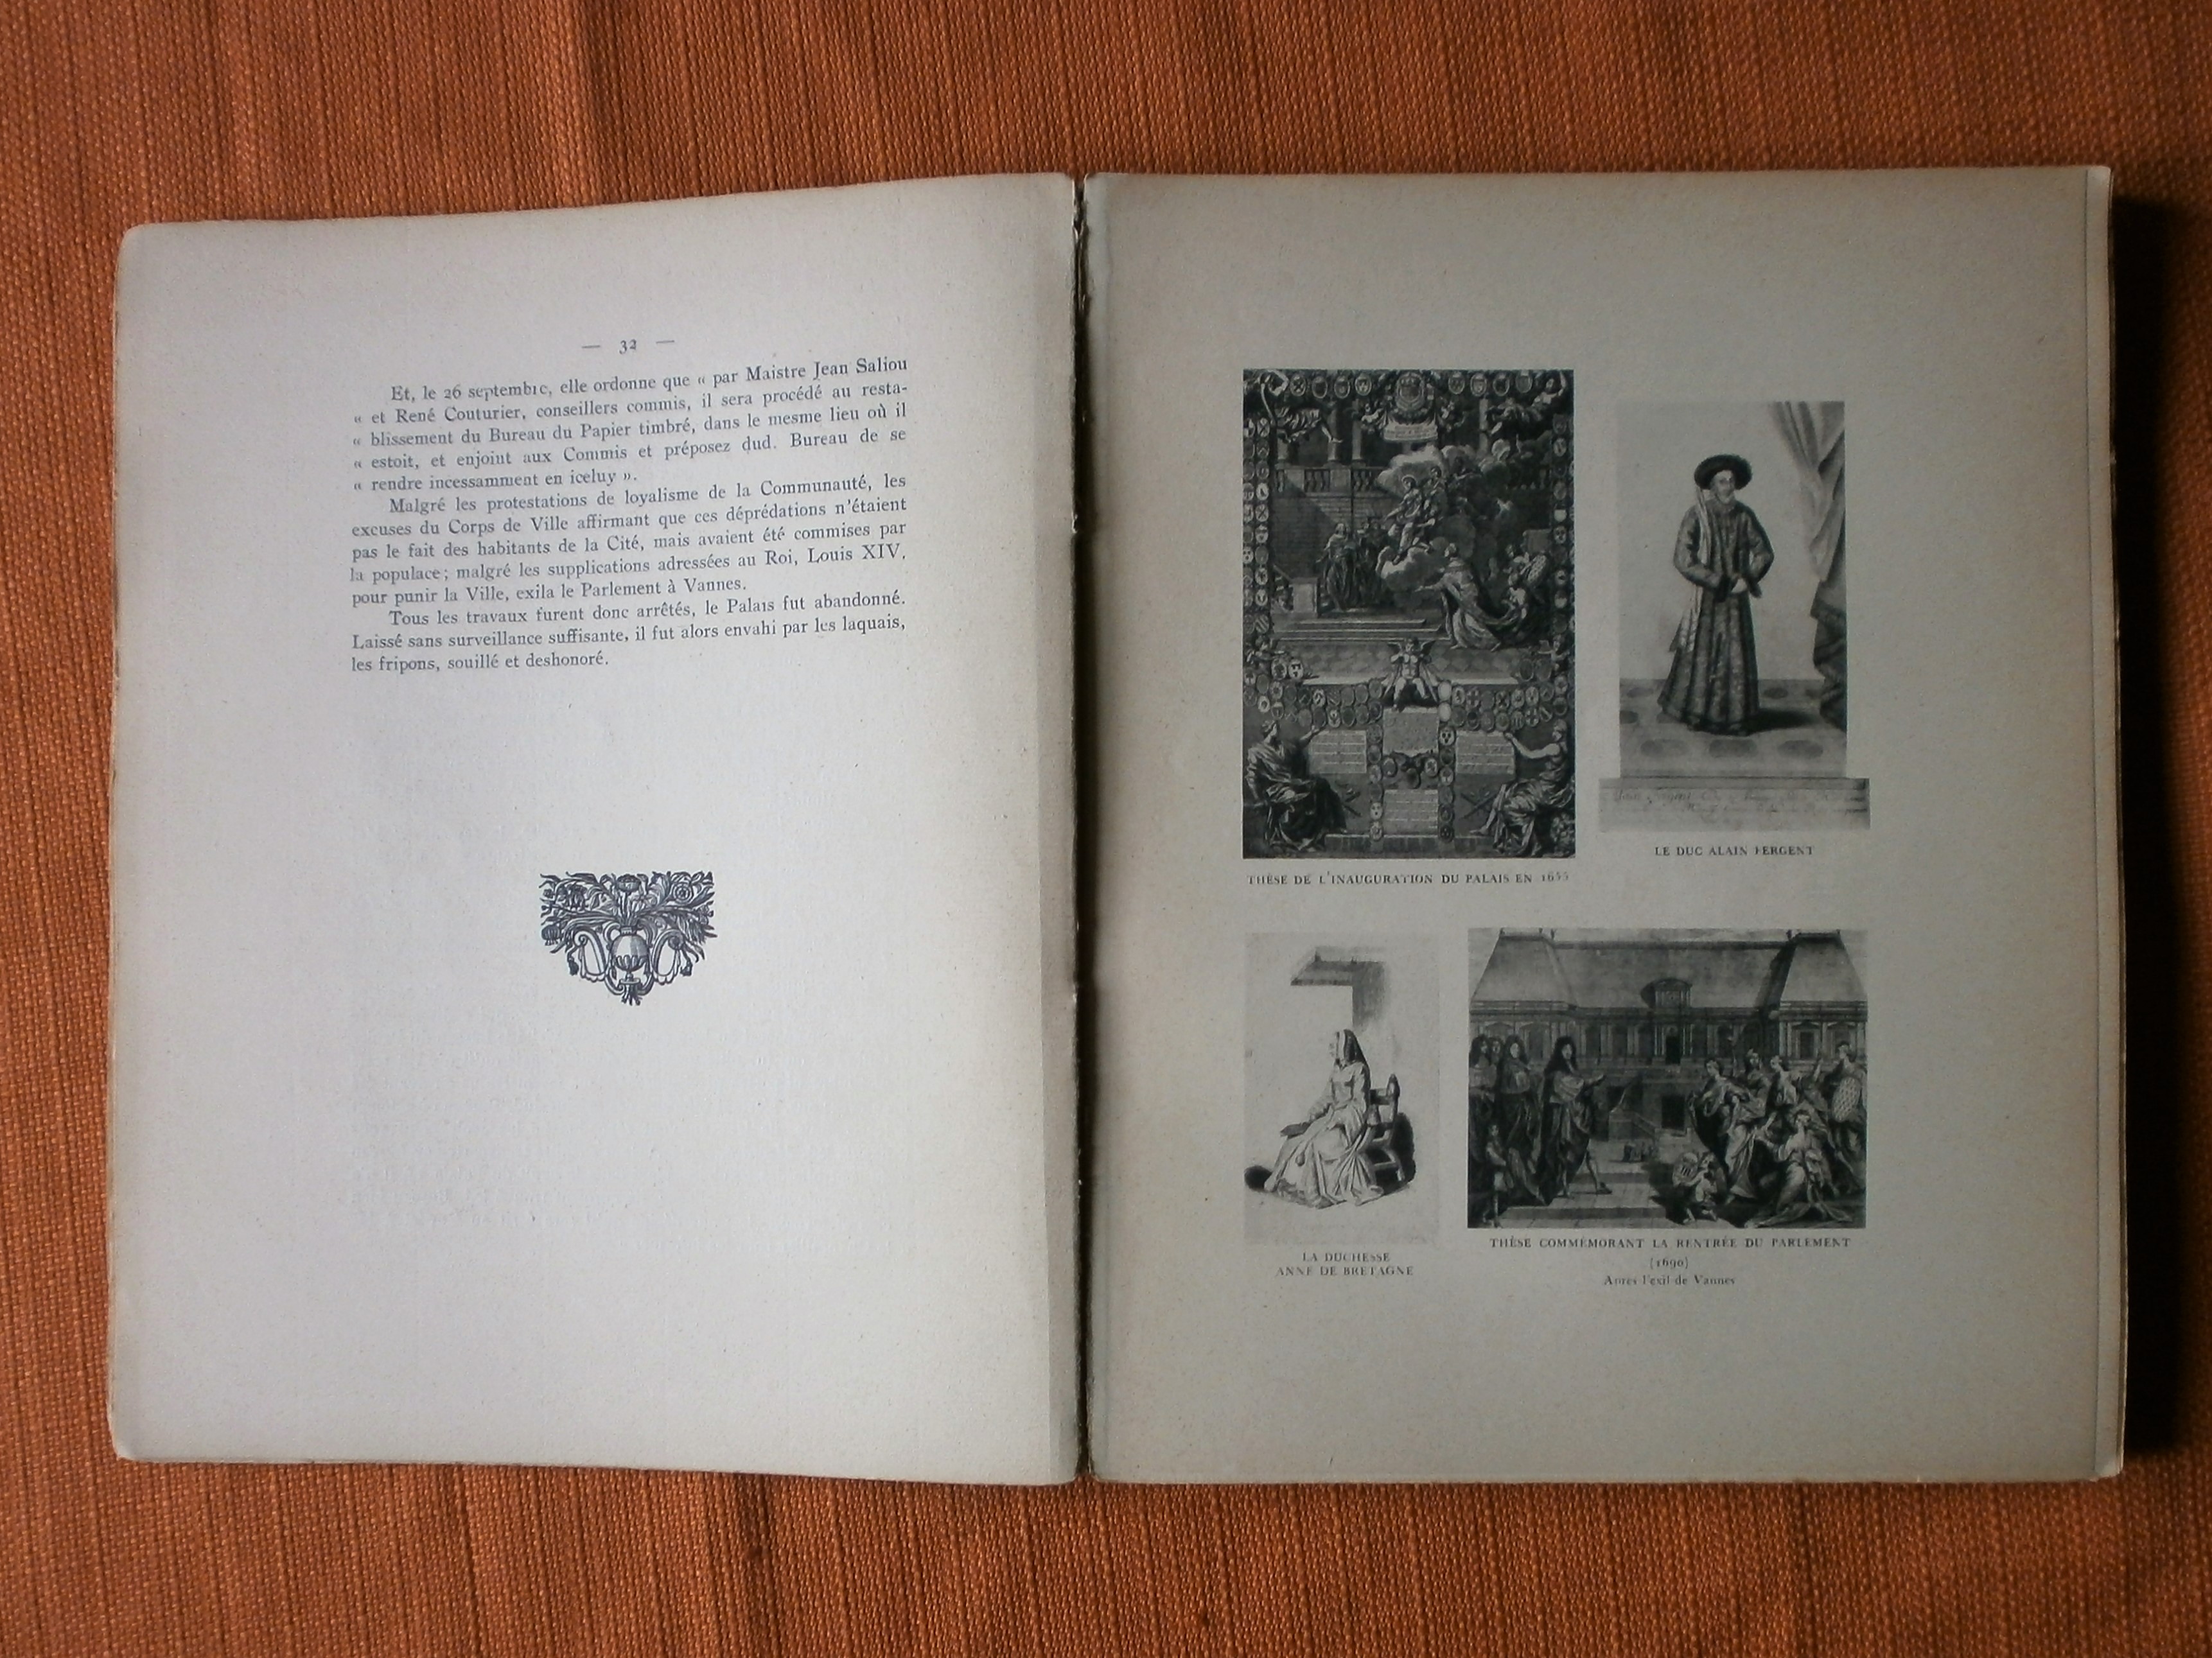 — 32 —
Et, le 26 septembre, elle ordonne que « par Maistre Jean Saliou
« et René Couturier, conseillers commis, il sera procédé au resta-
« blissement du Bureau du Papier timbré, dans le mesme lieu où il
« estoit, et enjoint aux Commis et préposez dud. Bureau de se
« rendre incessamment en iceluy ».
Malgré les protestations de loyalisme de la Communauté, les
excuses du Corps de Ville affirmant que ces déprédations n'étaient
pas le fait des habitants de la Cité, mais avaient été commises par
la populace ; malgré les supplications adressées au Roi, Louis XIV,
pour punir la Ville, exila le Parlement à Vannes.
Tous les travaux furent donc arrêtés, le Palais fut abandonné.
Laissé sans surveillance suffisante, il fut alors envahi par les laquais,
les fripons, souillé et deshonoré.
THÈSE DE L'INAUGURATION DU PALAIS EN 1655
LE DUC ALAIN FERGENT
LA DUCHESSE
ANNE DE BRETAGNE
THÈSE COMMÉMORANT LA RENTRÉE DU PARLEMENT
(1690)
Après l'exil de Vannes